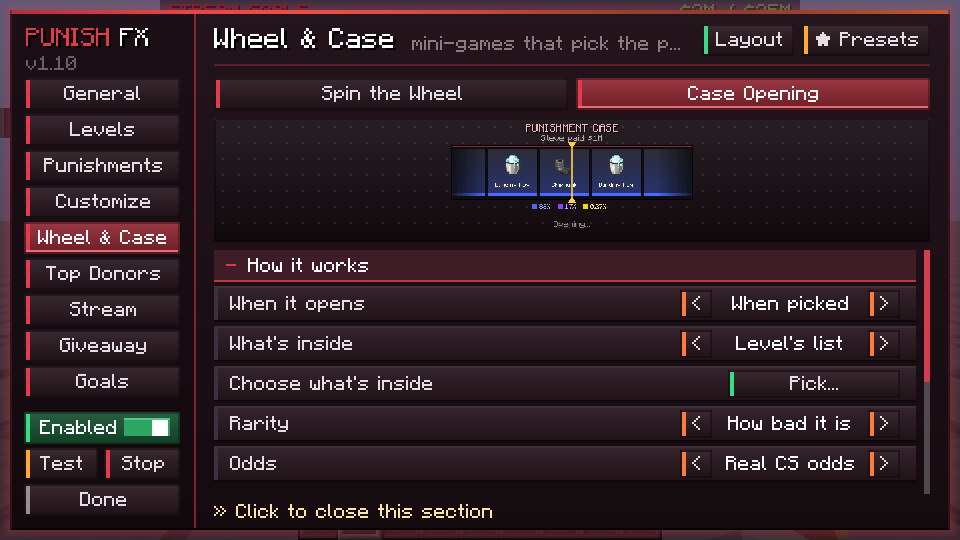 PUNISH FX
v1.10
General
Levels
Punishments
Customize
Wheel & Case
Top Donors
Stream
Giveaway
Goals
Enabled
Test
Stop
Done
Wheel & Case
mini-games that pick the p...
Layout
Presets
Spin the Wheel
Case Opening
PUNISHMENT CASE
Steve paid $1M
Opening...
− How it works
When it opens
< When picked >
What's inside
< Level's list >
Choose what's inside
Pick...
Rarity
< How bad it is >
Odds
< Real CS odds >
» Click to close this section